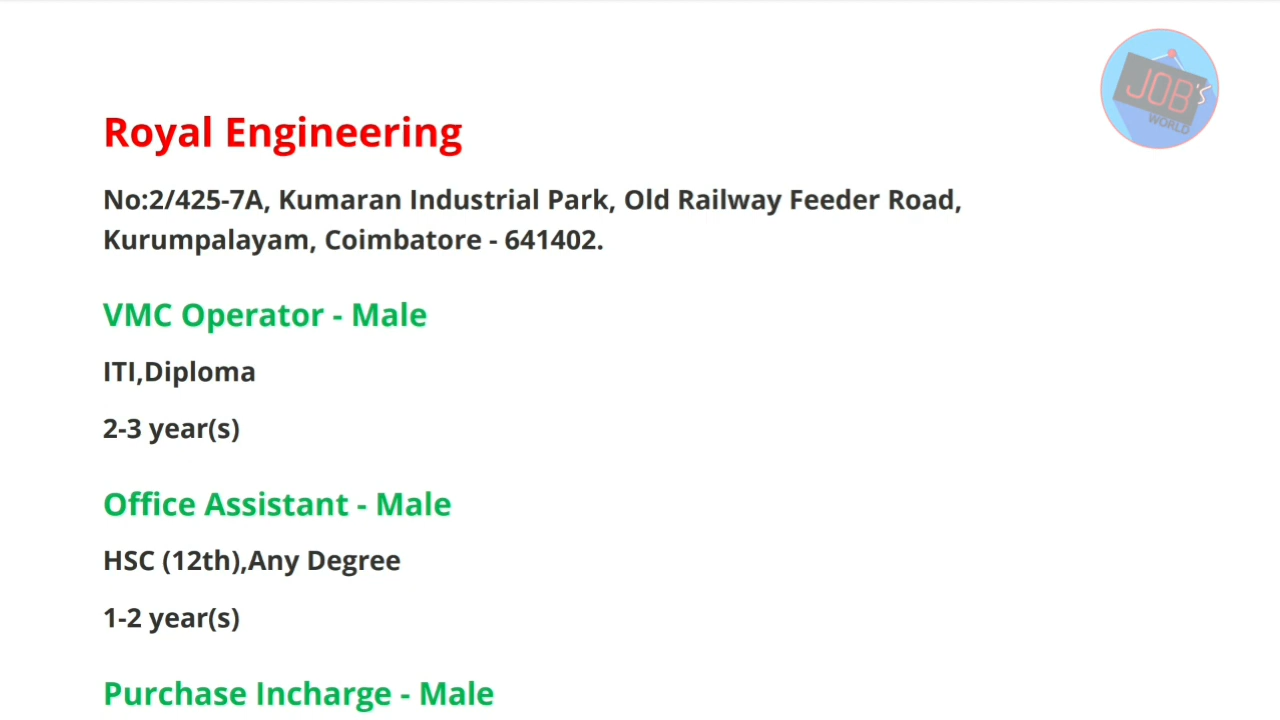 JOB's
WORLD
Royal Engineering
No:2/425-7A, Kumaran Industrial Park, Old Railway Feeder Road,
Kurumpalayam, Coimbatore - 641402.
VMC Operator - Male
ITI,Diploma
2-3 year(s)
Office Assistant - Male
HSC (12th),Any Degree
1-2 year(s)
Purchase Incharge - Male